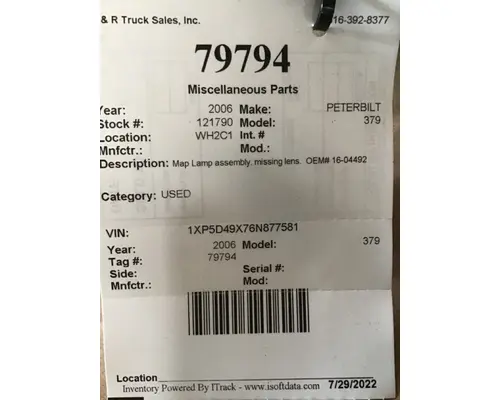 & R Truck Sales, Inc. 16-392-8377
79794
Miscellaneous Parts
Year: 2006 Make: PETERBILT
Stock #: 121790 Model: 379
Location: WH2C1 Int. #
Mnfctr.: Mod.:
Description: Map Lamp assembly, missing lens. OEM# 16-04492
Category: USED
VIN: 1XP5D49X76N877581
Year: 2006 Model: 379
Tag #: 79794
Side: Serial #:
Mnfctr.: Mod:
Location
Inventory Powered By ITrack - www.isoftdata.com 7/29/2022